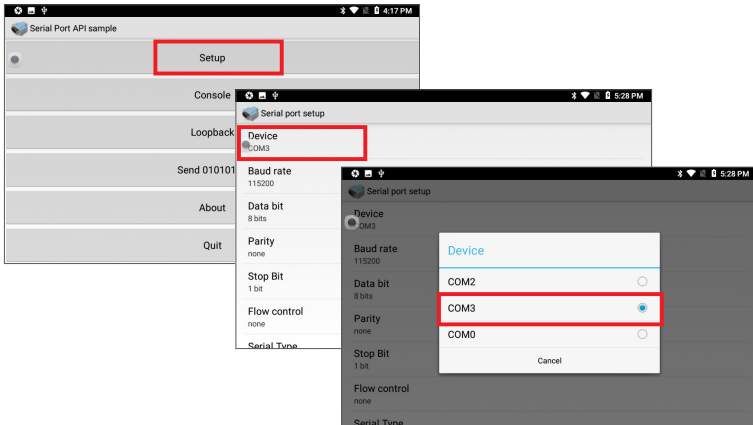 4:17 PM
Serial Port API sample
Setup
Console
Loopback
Send 010101
About
Quit
5:28 PM
Serial port setup
Device
COM3
Baud rate
115200
Data bit
8 bits
Parity
none
Stop Bit
1 bit
Flow control
none
Serial Type
5:28 PM
Serial port setup
Device
COM3
Baud rate
115200
Data bit
8 bits
Parity
none
Stop Bit
1 bit
Flow control
none
Serial Type
Device
COM2
COM3
COM0
Cancel